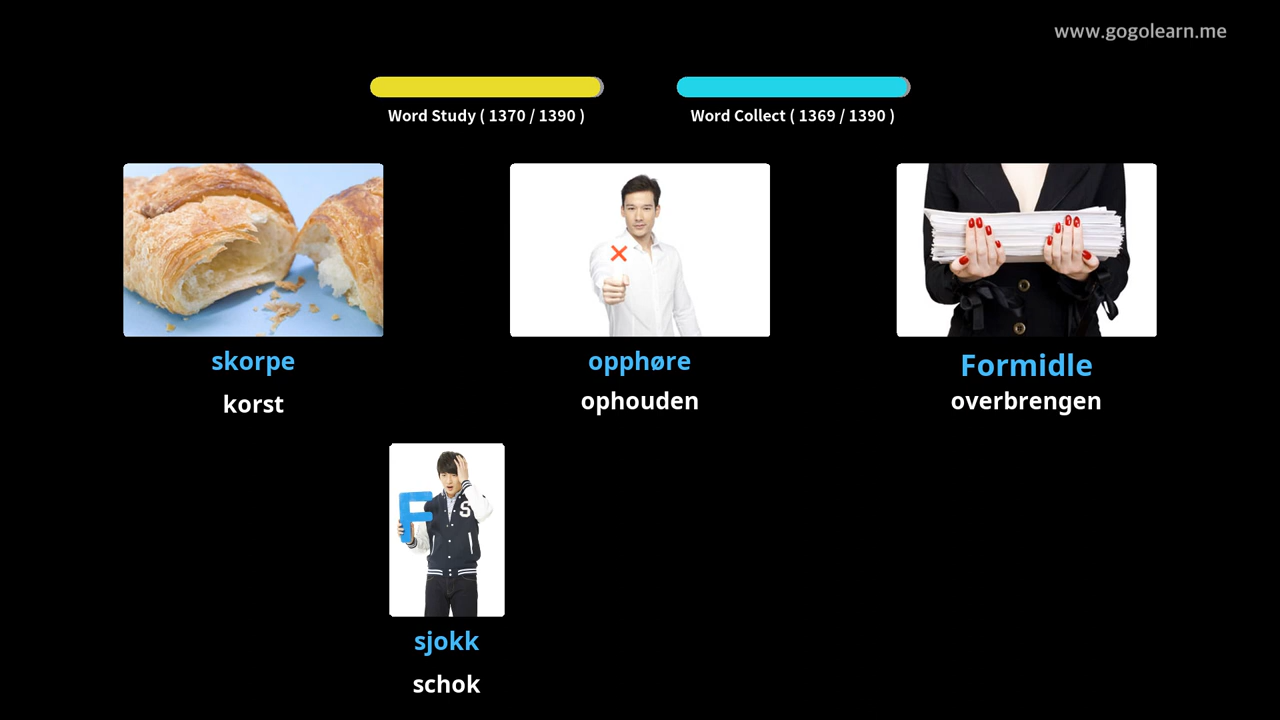 www.gogolearn.me
Word Study ( 1370 / 1390 )
Word Collect ( 1369 / 1390 )
skorpe
korst
opphøre
ophouden
Formidle
overbrengen
F
S
sjokk
schok